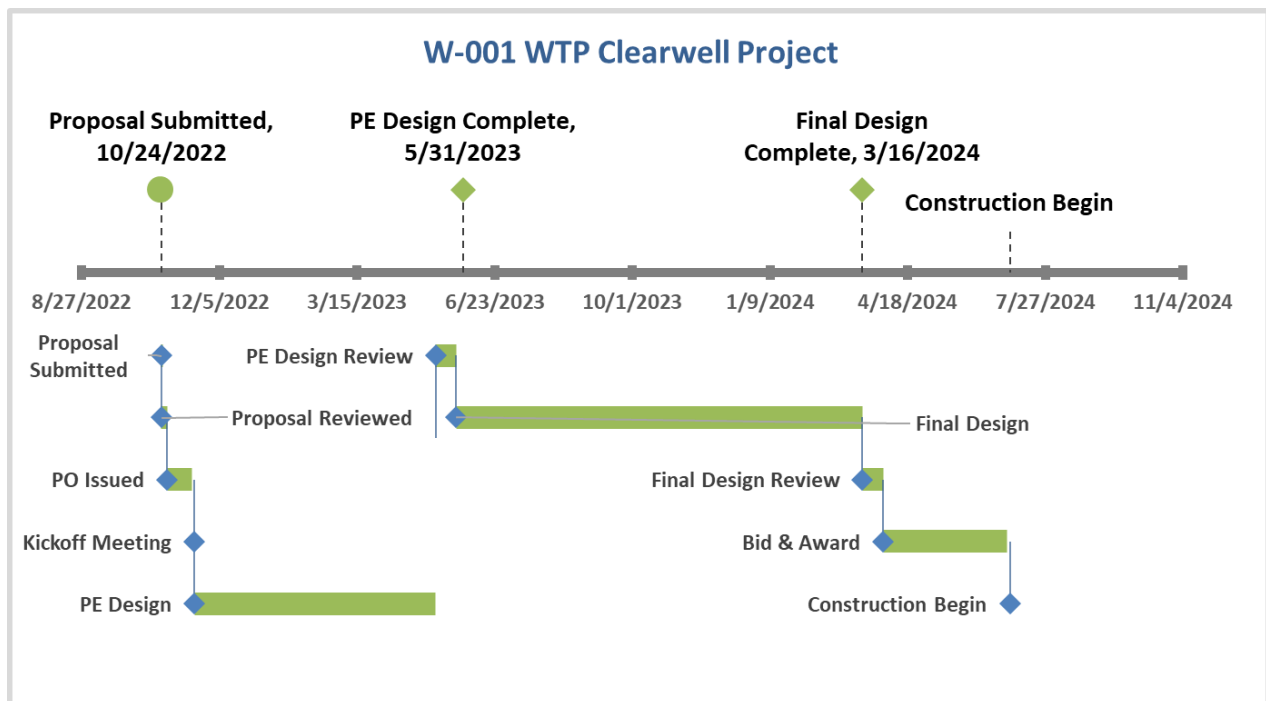 W-001 WTP Clearwell Project
Proposal Submitted,
10/24/2022
PE Design Complete,
5/31/2023
Final Design
Complete, 3/16/2024
Construction Begin
8/27/2022 12/5/2022 3/15/2023 6/23/2023 10/1/2023 1/9/2024 4/18/2024 7/27/2024 11/4/2024
Proposal
Submitted
PE Design Review
Proposal Reviewed
Final Design
PO Issued
Final Design Review
Kickoff Meeting
Bid & Award
PE Design
Construction Begin